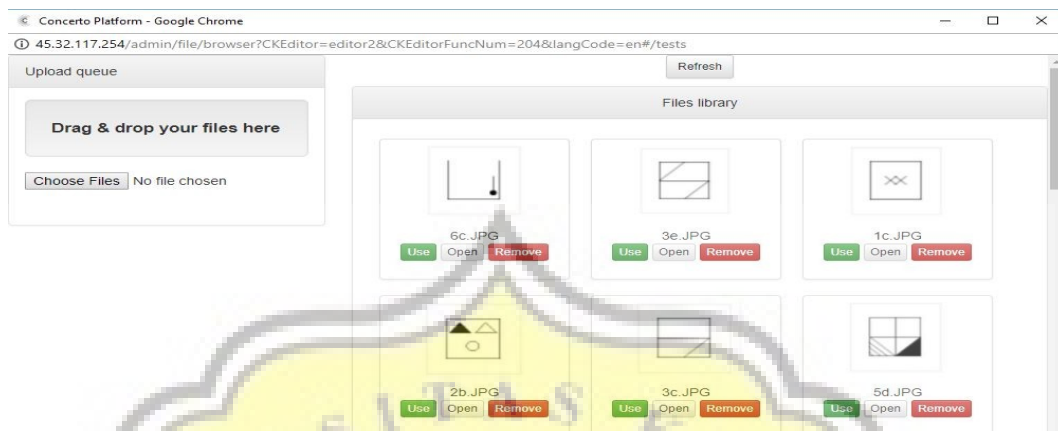 Concerto Platform - Google Chrome
45.32.117.254/admin/file/browser?CKEditor=editor2&CKEditorFuncNum=204&langCode=en#/tests
Upload queue
Refresh
Files library
Drag & drop your files here
Choose Files No file chosen
6c.JPG
3e.JPG
1c.JPG
Use Open Remove
Use Open Remove
Use Open Remove
2b.JPG
3c.JPG
5d.JPG
Use Open Remove
Use Open Remove
Use Open Remove